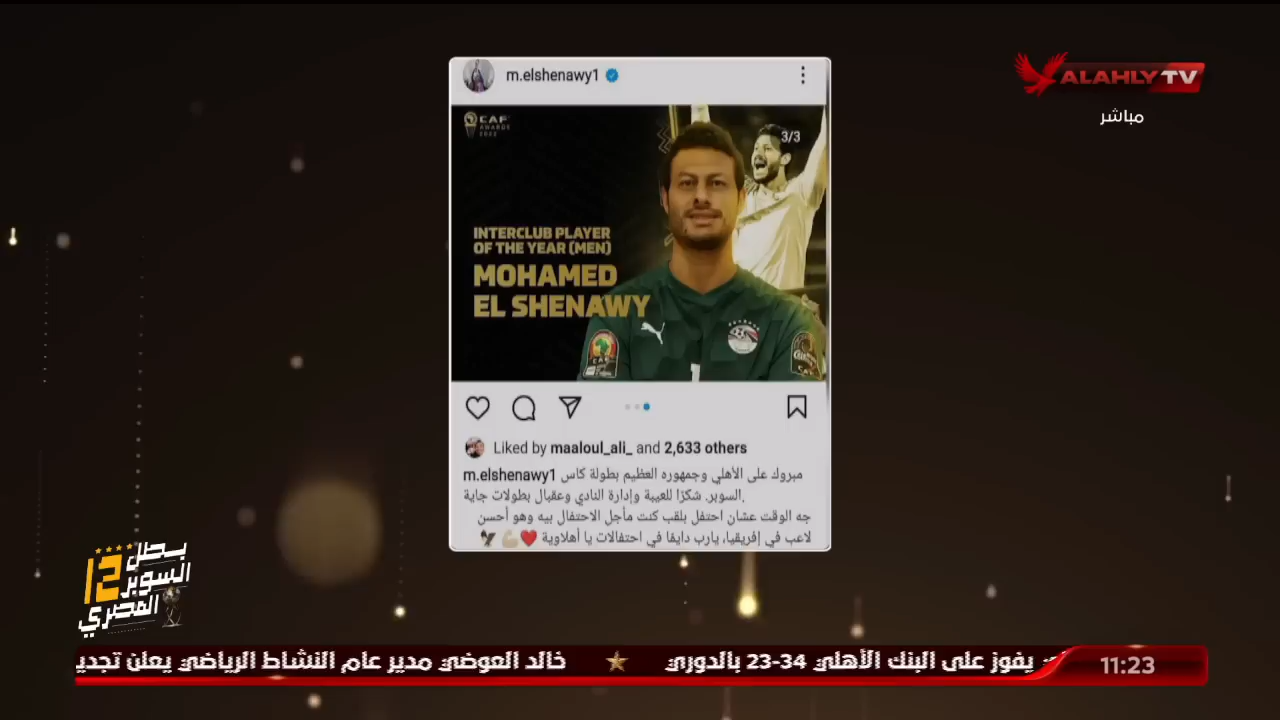 m.elshenawy1
ALAHLY TV
مباشر
CAF
AWARDS
2022
3/3
INTERCLUB PLAYER
OF THE YEAR (MEN)
MOHAMED
EL SHENAWY
Liked by maaloul_ali_ and 2,633 others
m.elshenawy1 مبروك على الأهلي وجمهوره العظيم بطولة كاس
السوبر. شكرًا للعيبة وإدارة النادي وعقبال بطولات جاية.
جه الوقت عشان احتفل بلقب كنت مأجل الاحتفال بيه وهو أحسن
لاعب في إفريقيا، يارب دايمًا في احتفالات يا أهلاوية ❤️💪🏼🦅
بطل
السوبر 12
المصري
يفوز على البنك الأهلي 34-23 بالدوري ★ خالد العوضي مدير عام النشاط الرياضي يعلن
11:23